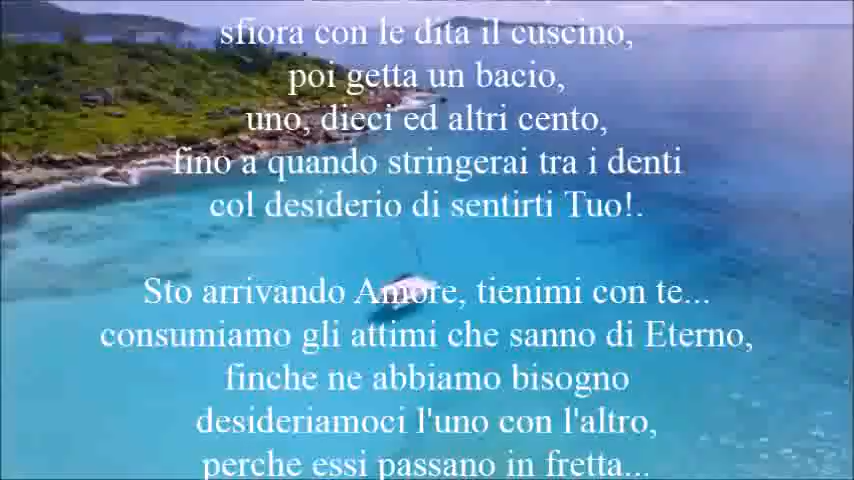 sfiora con le dita il cuscino,
poi getta un bacio,
uno, dieci ed altri cento,
fino a quando stringerai tra i denti
col desiderio di sentirti Tuo!.
Sto arrivando Amore, tienimi con te...
consumiamo gli attimi che sanno di Eterno,
finche ne abbiamo bisogno
desideriamoci l'uno con l'altro,
perche essi passano in fretta...